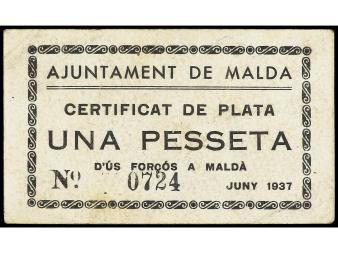 AJUNTAMENT DE MALDA
CERTIFICAT DE PLATA
UNA PESSETA
D'ÚS FORÇÓS A MALDÀ
Nº 0724 JUNY 1937